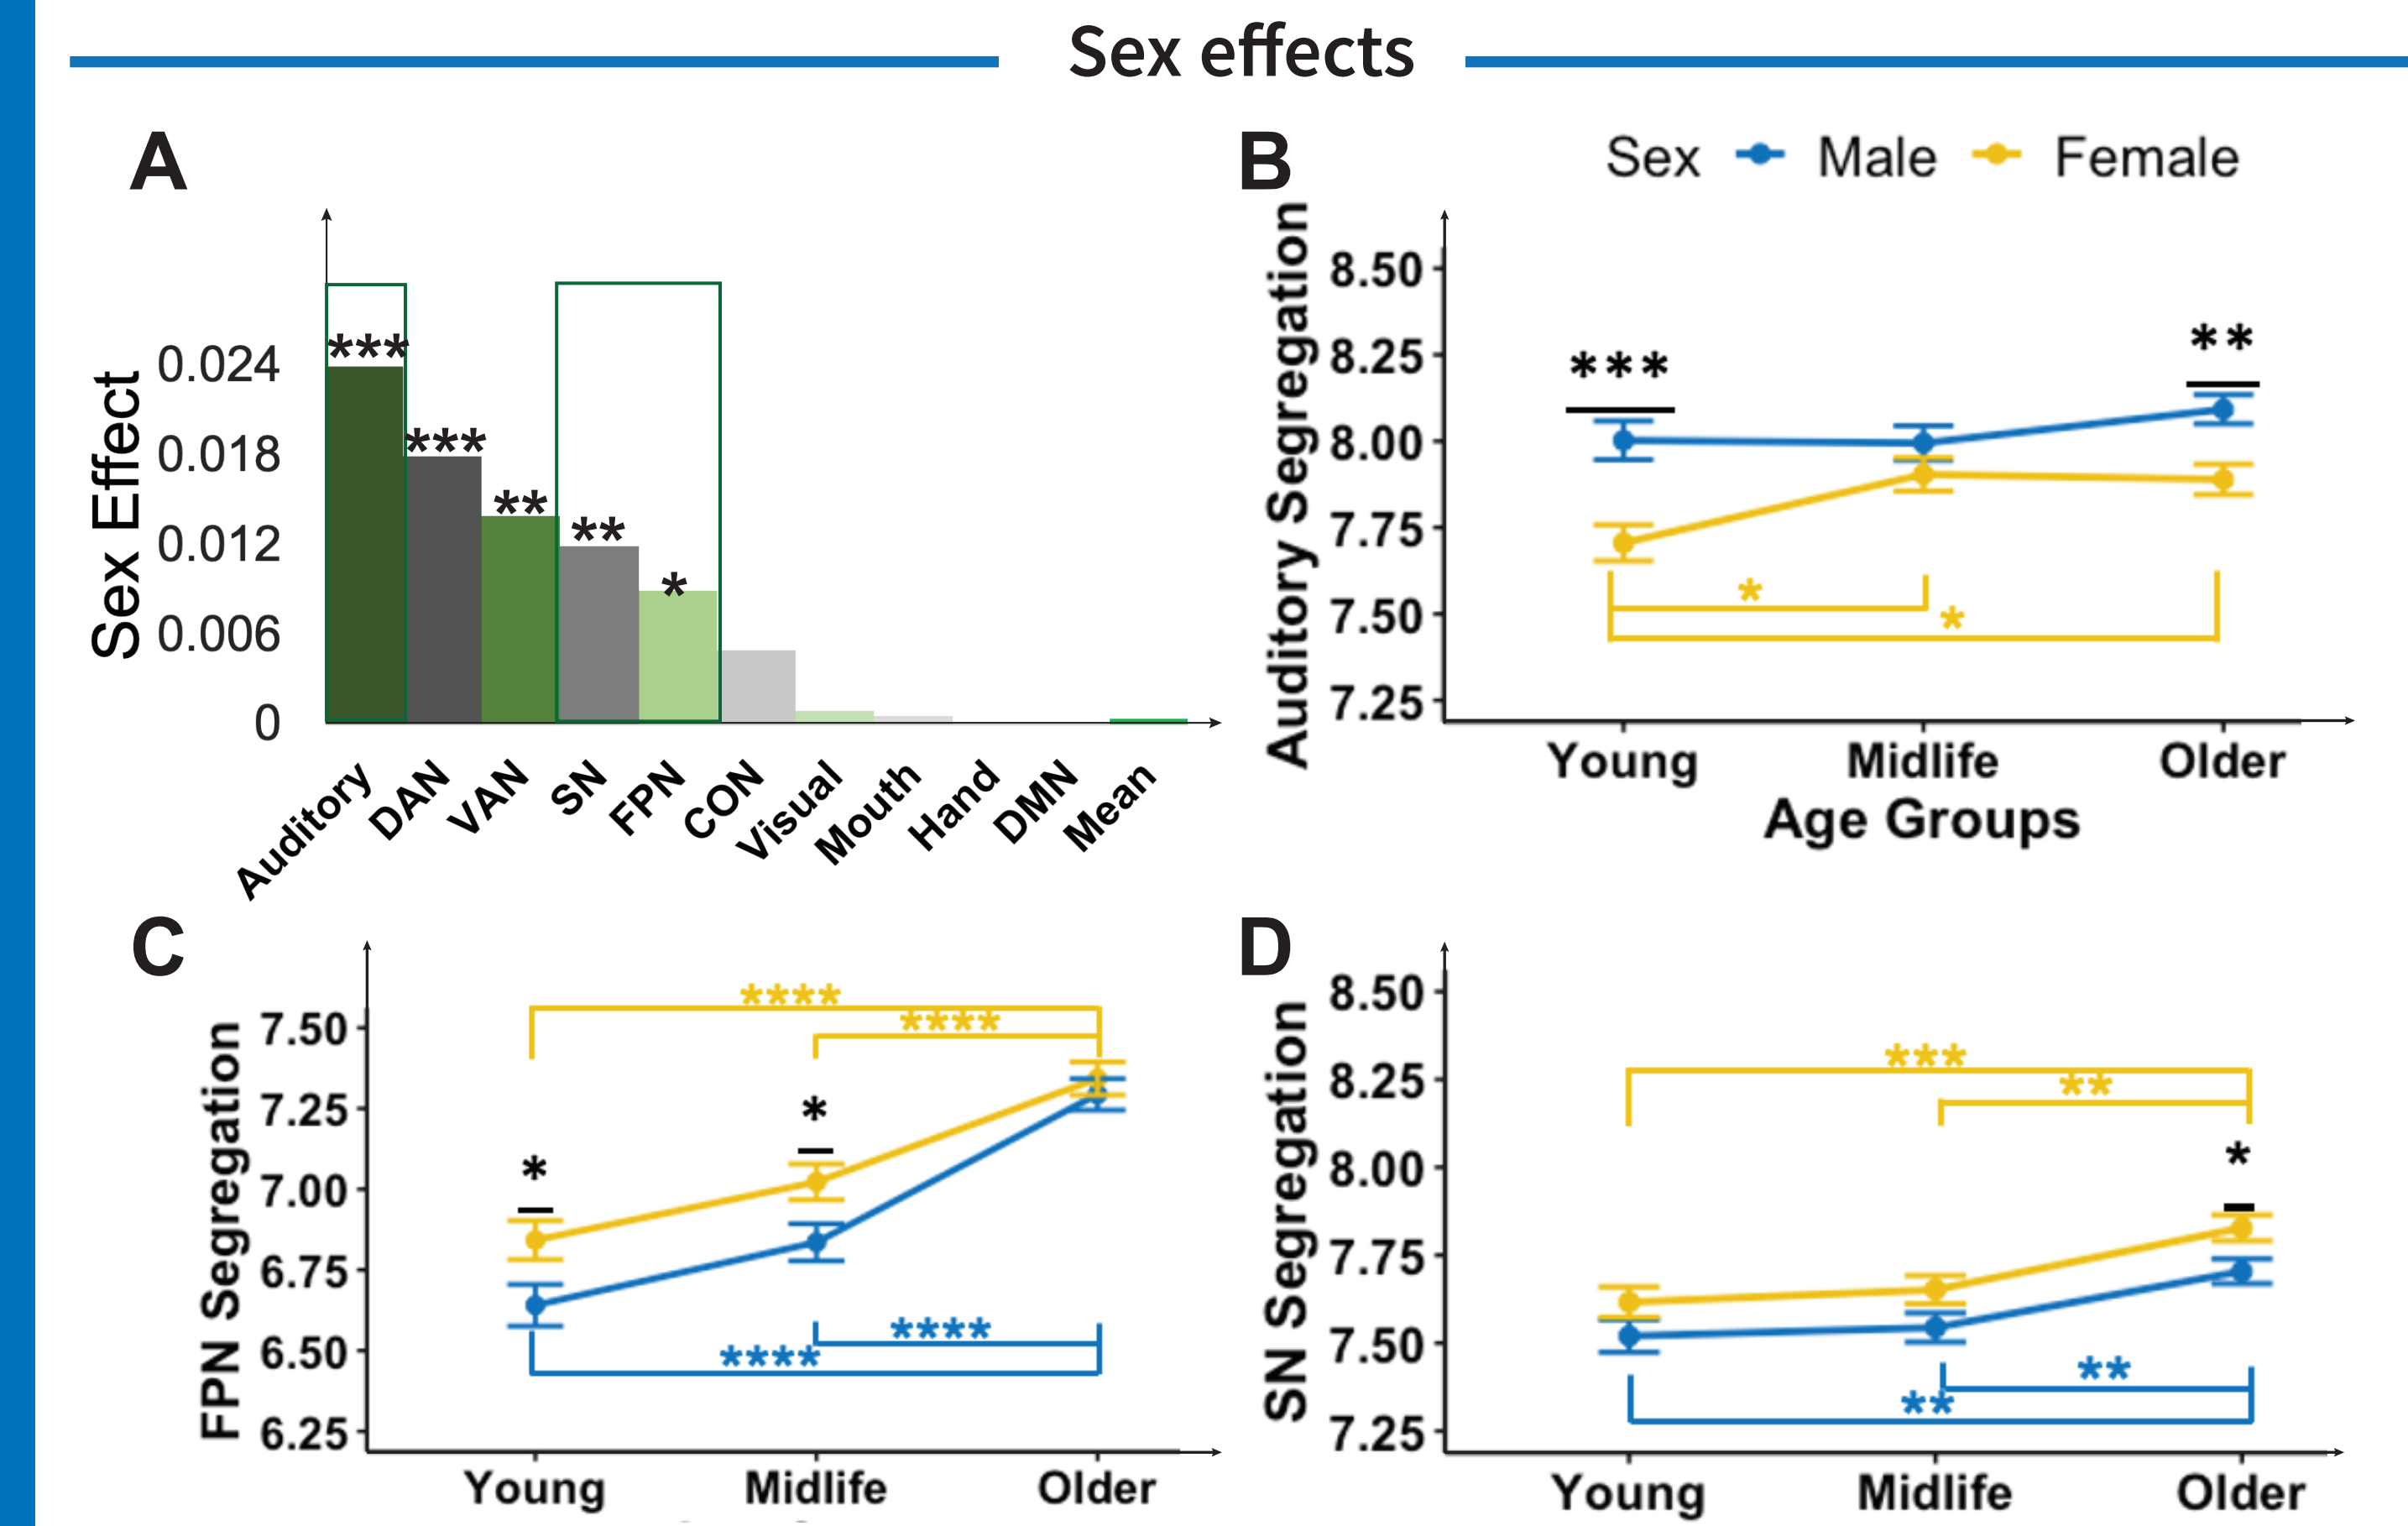 Sex effects
A
Sex Effect
0.024
0.018
0.012
0.006
0
***
***
**
**
*
Auditory
DAN
VAN
SN
FPN
CON
Visual
Mouth
Hand
DMN
Mean
B
Sex Male Female
Auditory Segregation
8.50
8.25
8.00
7.75
7.50
7.25
***
**
*
*
Young Midlife Older
Age Groups
C
FPN Segregation
7.50
7.25
7.00
6.75
6.50
6.25
****
****
*
*
****
****
Young Midlife Older
D
SN Segregation
8.50
8.25
8.00
7.75
7.50
7.25
***
**
*
**
**
Young Midlife Older